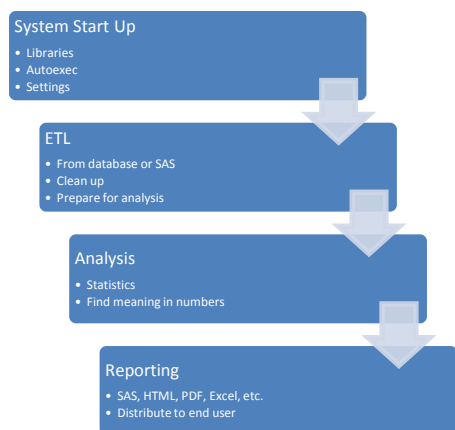 System Start Up
• Libraries
• Autoexec
• Settings
ETL
• From database or SAS
• Clean up
• Prepare for analysis
Analysis
• Statistics
• Find meaning in numbers
Reporting
• SAS, HTML, PDF, Excel, etc.
• Distribute to end user